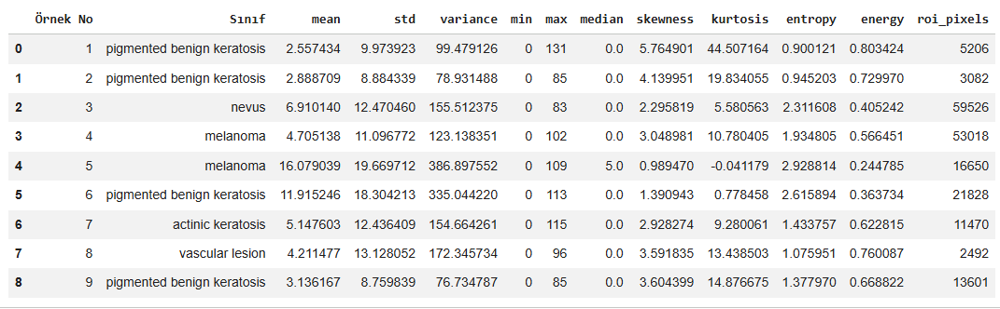 Örnek No Sınıf mean std variance min max median skewness kurtosis entropy energy roi_pixels
0 1 pigmented benign keratosis 2.557434 9.973923 99.479126 0 131 0.0 5.764901 44.507164 0.900121 0.803424 5206
1 2 pigmented benign keratosis 2.888709 8.884339 78.931488 0 85 0.0 4.139951 19.834055 0.945203 0.729970 3082
2 3 nevus 6.910140 12.470460 155.512375 0 83 0.0 2.295819 5.580563 2.311608 0.405242 59526
3 4 melanoma 4.705138 11.096772 123.138351 0 102 0.0 3.048981 10.780405 1.934805 0.566451 53018
4 5 melanoma 16.079039 19.669712 386.897552 0 109 5.0 0.989470 -0.041179 2.928814 0.244785 16650
5 6 pigmented benign keratosis 11.915246 18.304213 335.044220 0 113 0.0 1.390943 0.778458 2.615894 0.363734 21828
6 7 actinic keratosis 5.147603 12.436409 154.664261 0 115 0.0 2.928274 9.280061 1.433757 0.622815 11470
7 8 vascular lesion 4.211477 13.128052 172.345734 0 96 0.0 3.591835 13.438503 1.075951 0.760087 2492
8 9 pigmented benign keratosis 3.136167 8.759839 76.734787 0 85 0.0 3.604399 14.876675 1.377970 0.668822 13601